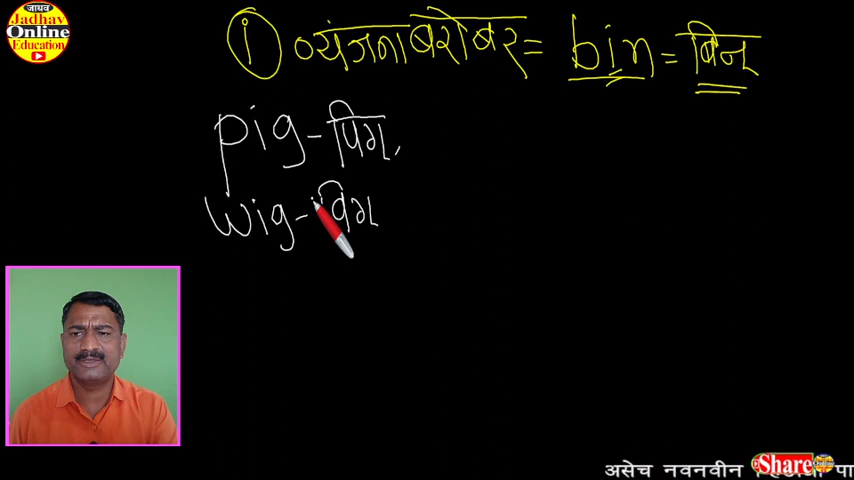 जाधव
Jadhav
Online
Education
i व्यंजनाबरोबर = bin = बिन
pig - पिग,
wig - विग
असेच नवनवीन
Share